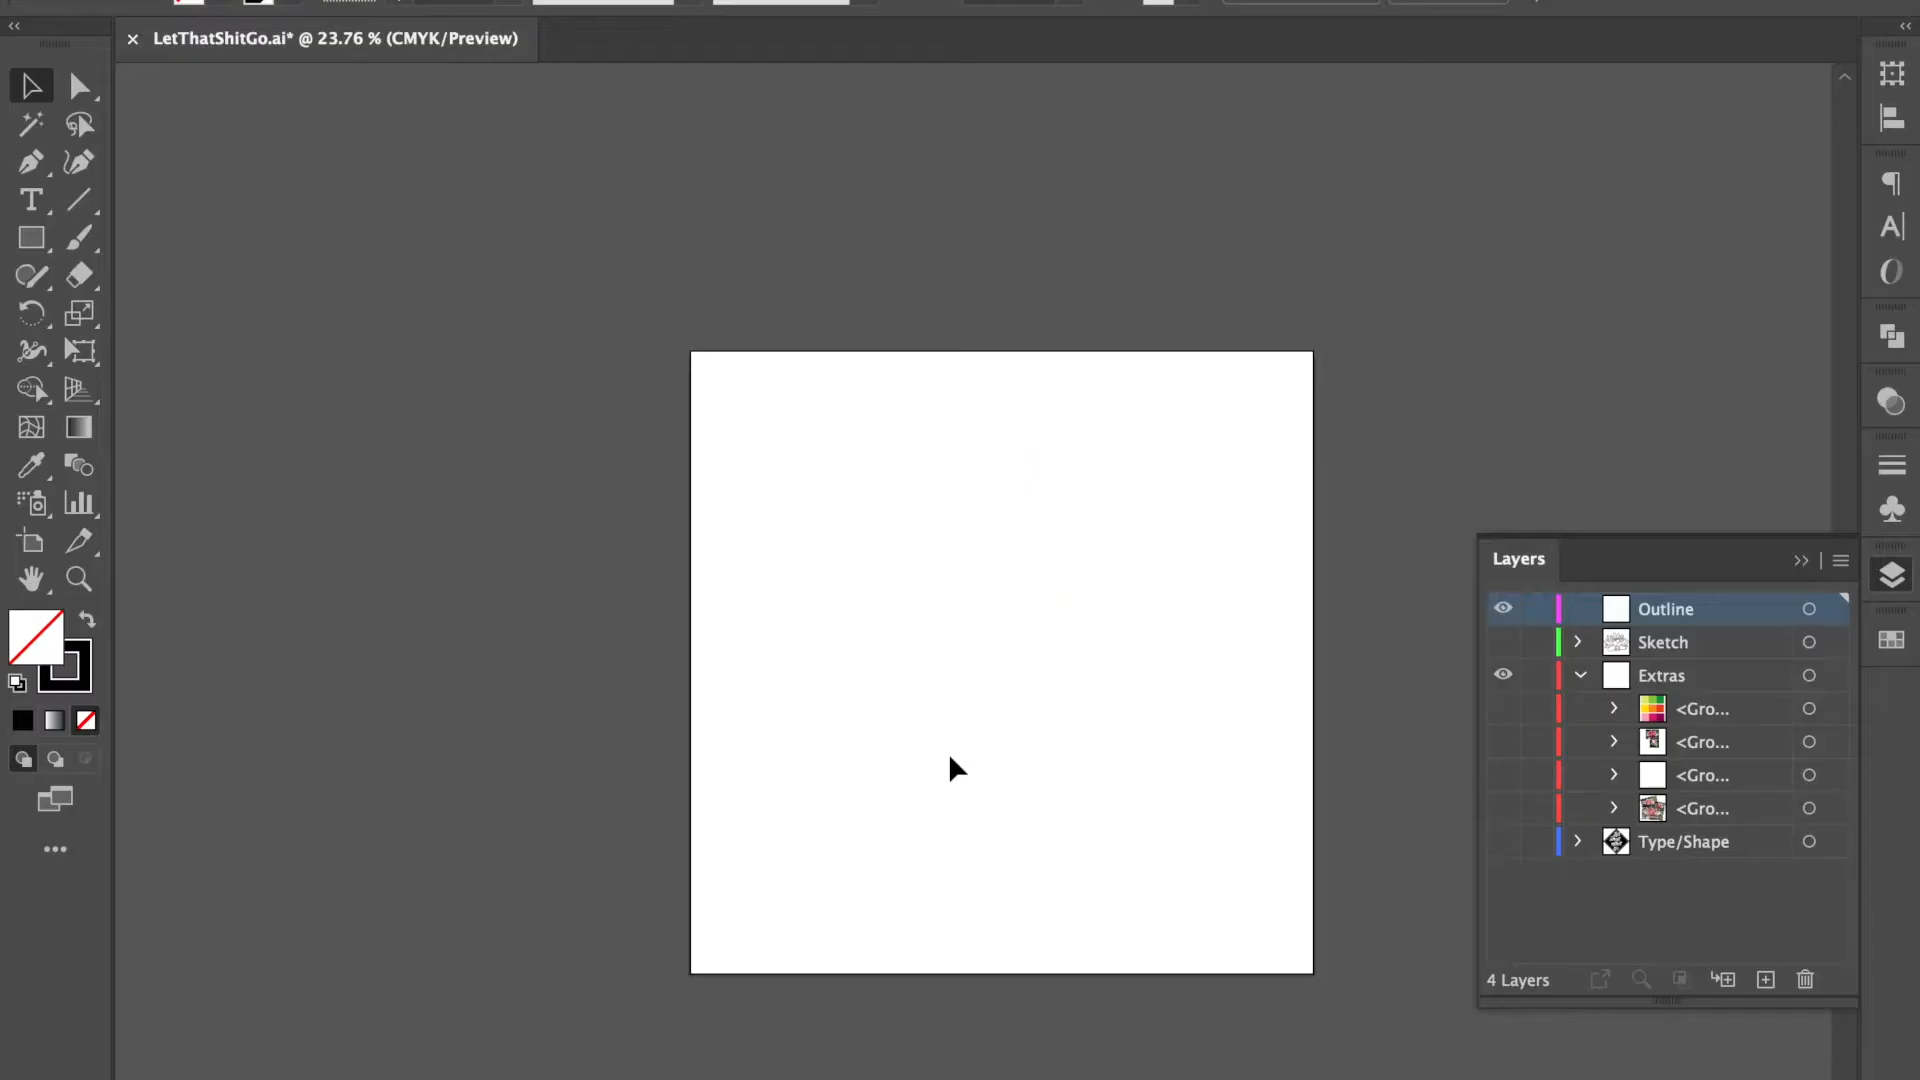 LetThatShitGo.ai* @ 23.76 % (CMYK/Preview)
Layers
Outline
Sketch
Extras
<Gro...
<Gro...
<Gro...
<Gro...
Type/Shape
4 Layers